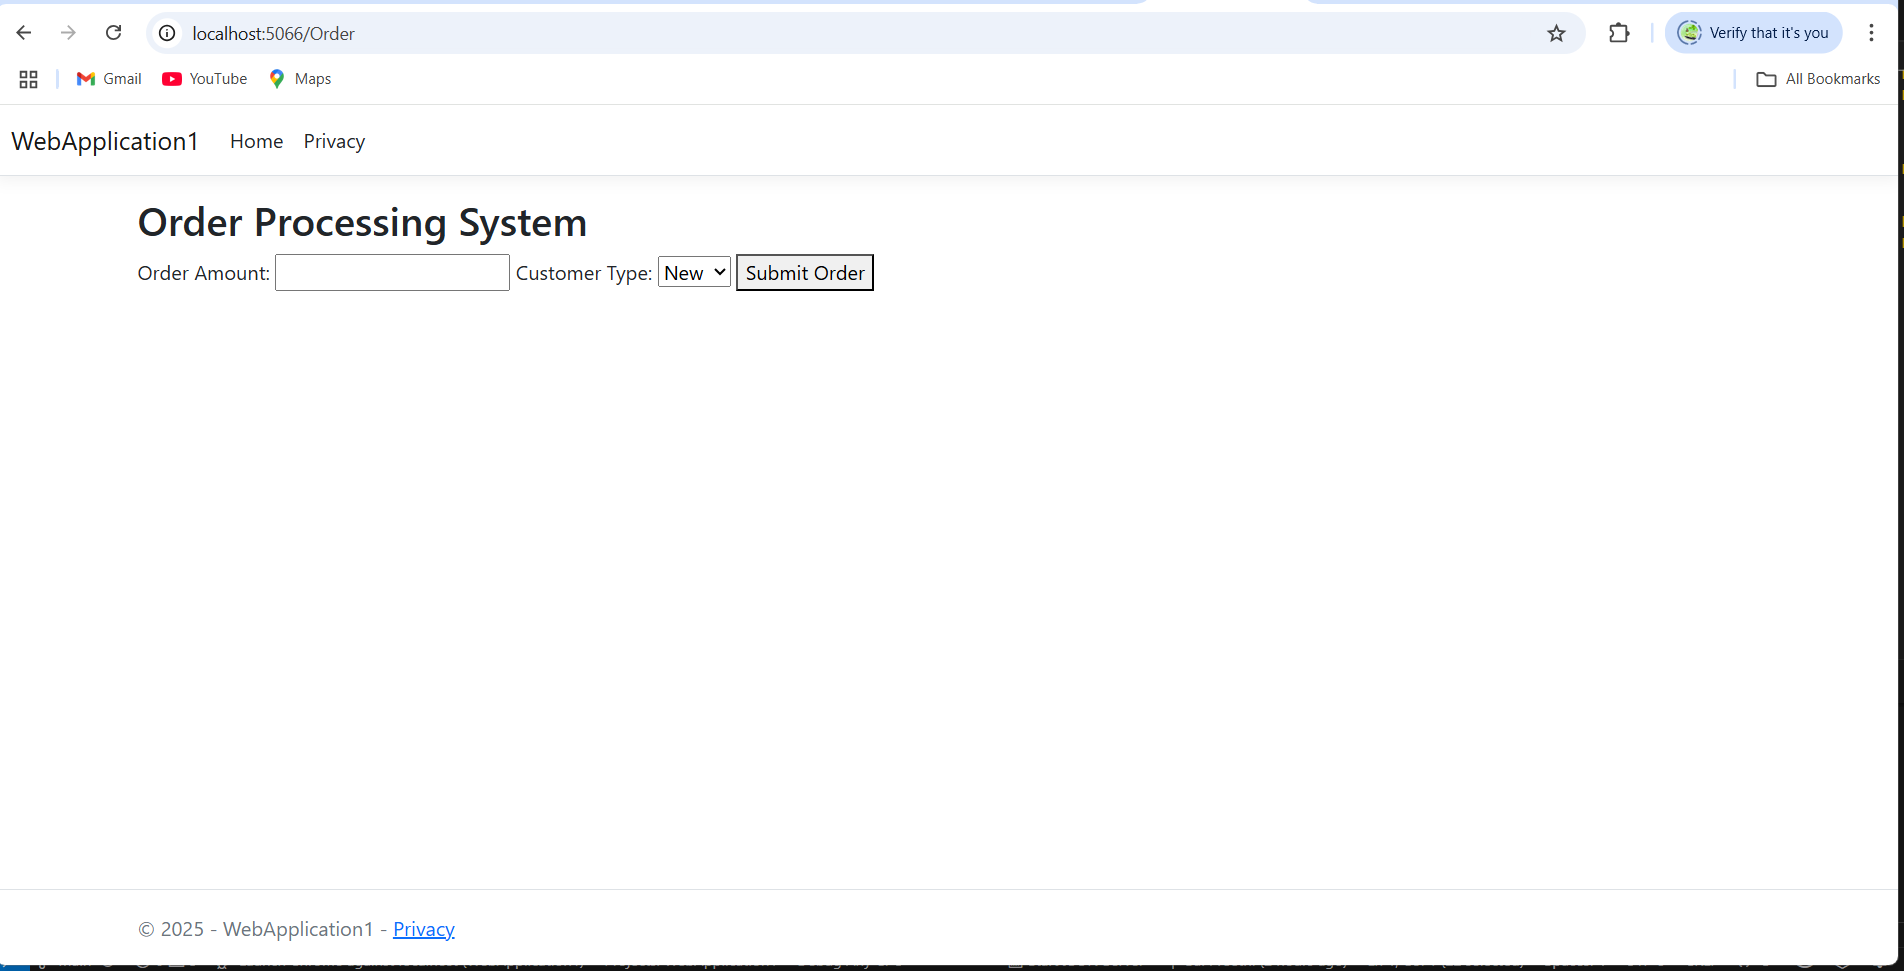 localhost:5066/Order
Verify that it's you
Gmail YouTube Maps All Bookmarks
WebApplication1 Home Privacy
Order Processing System
Order Amount: Customer Type: New Submit Order
© 2025 - WebApplication1 - Privacy